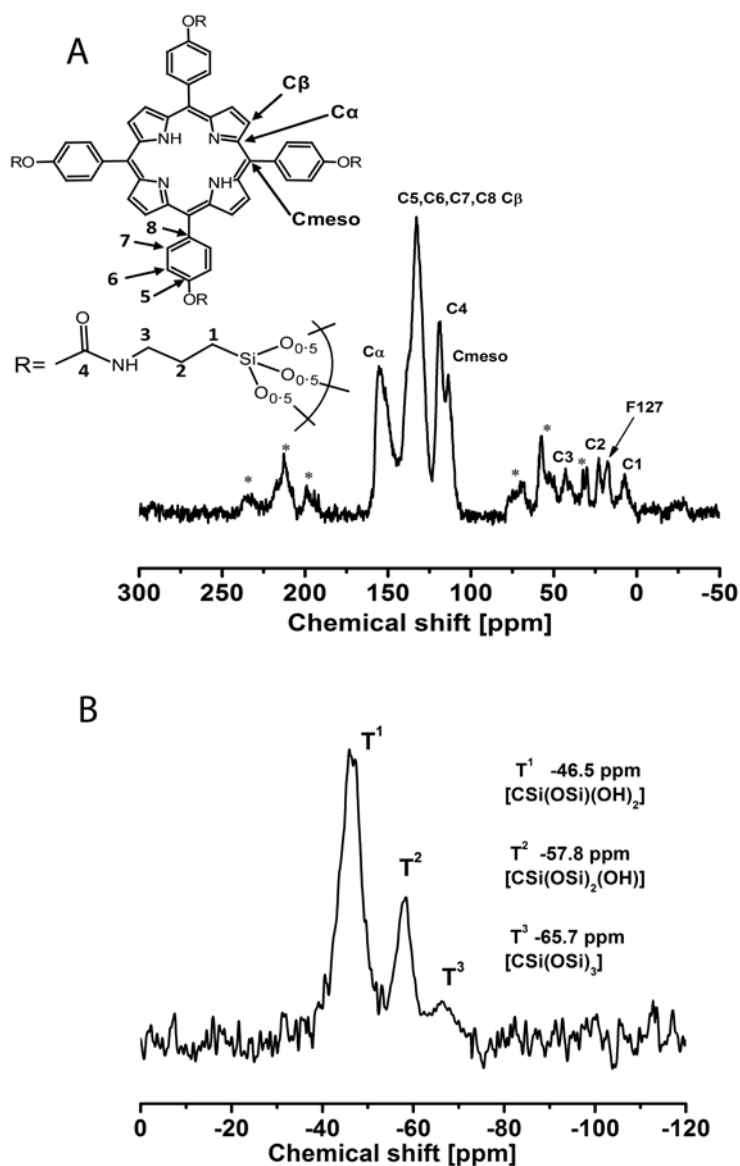 A
OR
Cβ
Cα
NH
N
RO
OR
N
NH
Cmeso
8
7
6
5
OR
C5,C6,C7,C8 Cβ
C4
Cmeso
Cα
O
R=
4
NH
3
2
1
Si
O0·5
O0·5
O0·5
* * * * * *
C3
C2
F127
C1
300 250 200 150 100 50 0 -50
Chemical shift [ppm]
B
T¹
T²
T³
T¹ -46.5 ppm
[CSi(OSi)(OH)₂]
T² -57.8 ppm
[CSi(OSi)₂(OH)]
T³ -65.7 ppm
[CSi(OSi)₃]
0 -20 -40 -60 -80 -100 -120
Chemical shift [ppm]